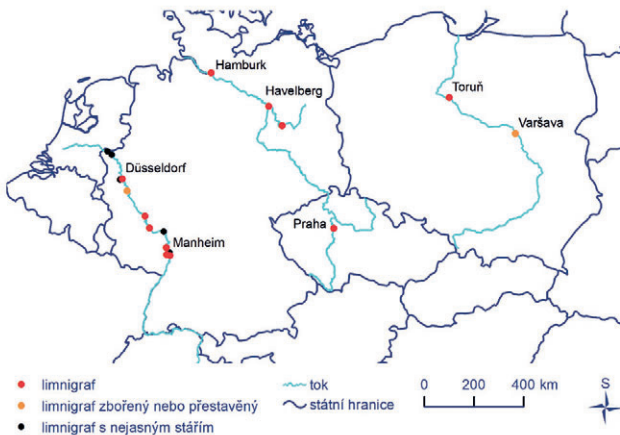 Hamburk
Havelberg
Toruň
Varšava
Düsseldorf
Praha
Manheim
limnigraf
limnigraf zbořený nebo přestavěný
limnigraf s nejasným stářím
tok
státní hranice
0 200 400 km
S